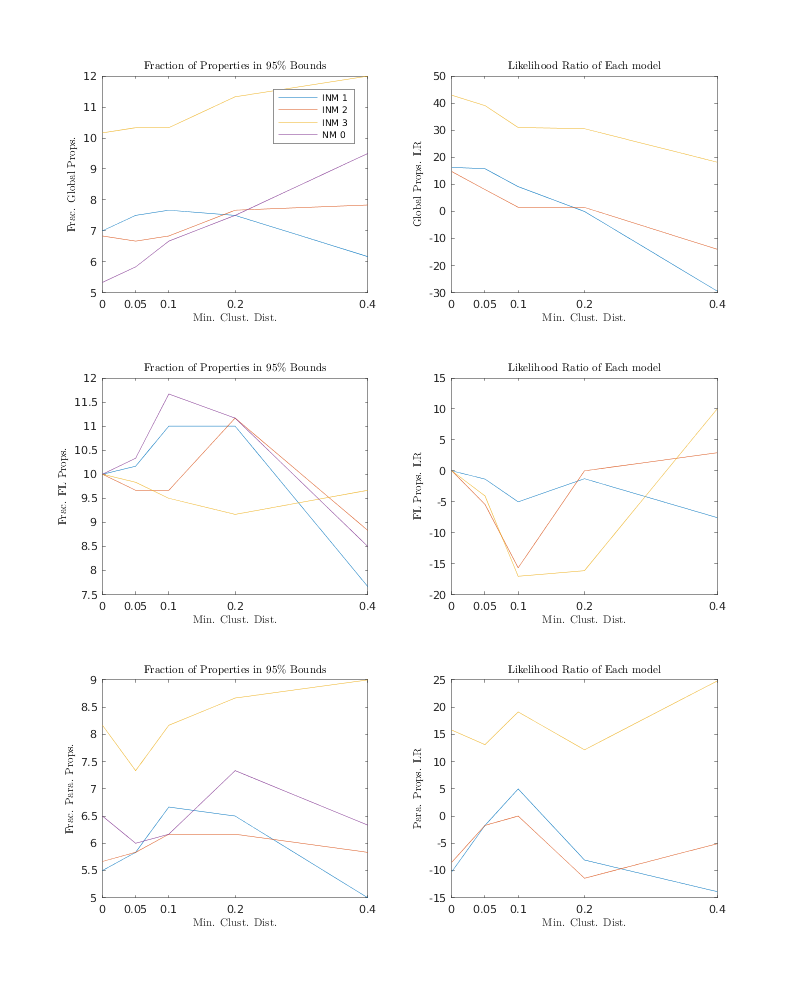 Fraction of Properties in 95% Bounds
Frac. Global Props.
12
11
10
9
8
7
6
5
INM 1
INM 2
INM 3
NM 0
0 0.05 0.1 0.2 0.4
Min. Clust. Dist.
Likelihood Ratio of Each model
Global Props. LR
50
40
30
20
10
0
-10
-20
-30
0 0.05 0.1 0.2 0.4
Min. Clust. Dist.
Fraction of Properties in 95% Bounds
Frac. FI. Props.
12
11.5
11
10.5
10
9.5
9
8.5
8
7.5
0 0.05 0.1 0.2 0.4
Min. Clust. Dist.
Likelihood Ratio of Each model
FI. Props. LR
15
10
5
0
-5
-10
-15
-20
0 0.05 0.1 0.2 0.4
Min. Clust. Dist.
Fraction of Properties in 95% Bounds
Frac. Para. Props.
9
8.5
8
7.5
7
6.5
6
5.5
5
0 0.05 0.1 0.2 0.4
Min. Clust. Dist.
Likelihood Ratio of Each model
Para. Props. LR
25
20
15
10
5
0
-5
-10
-15
0 0.05 0.1 0.2 0.4
Min. Clust. Dist.